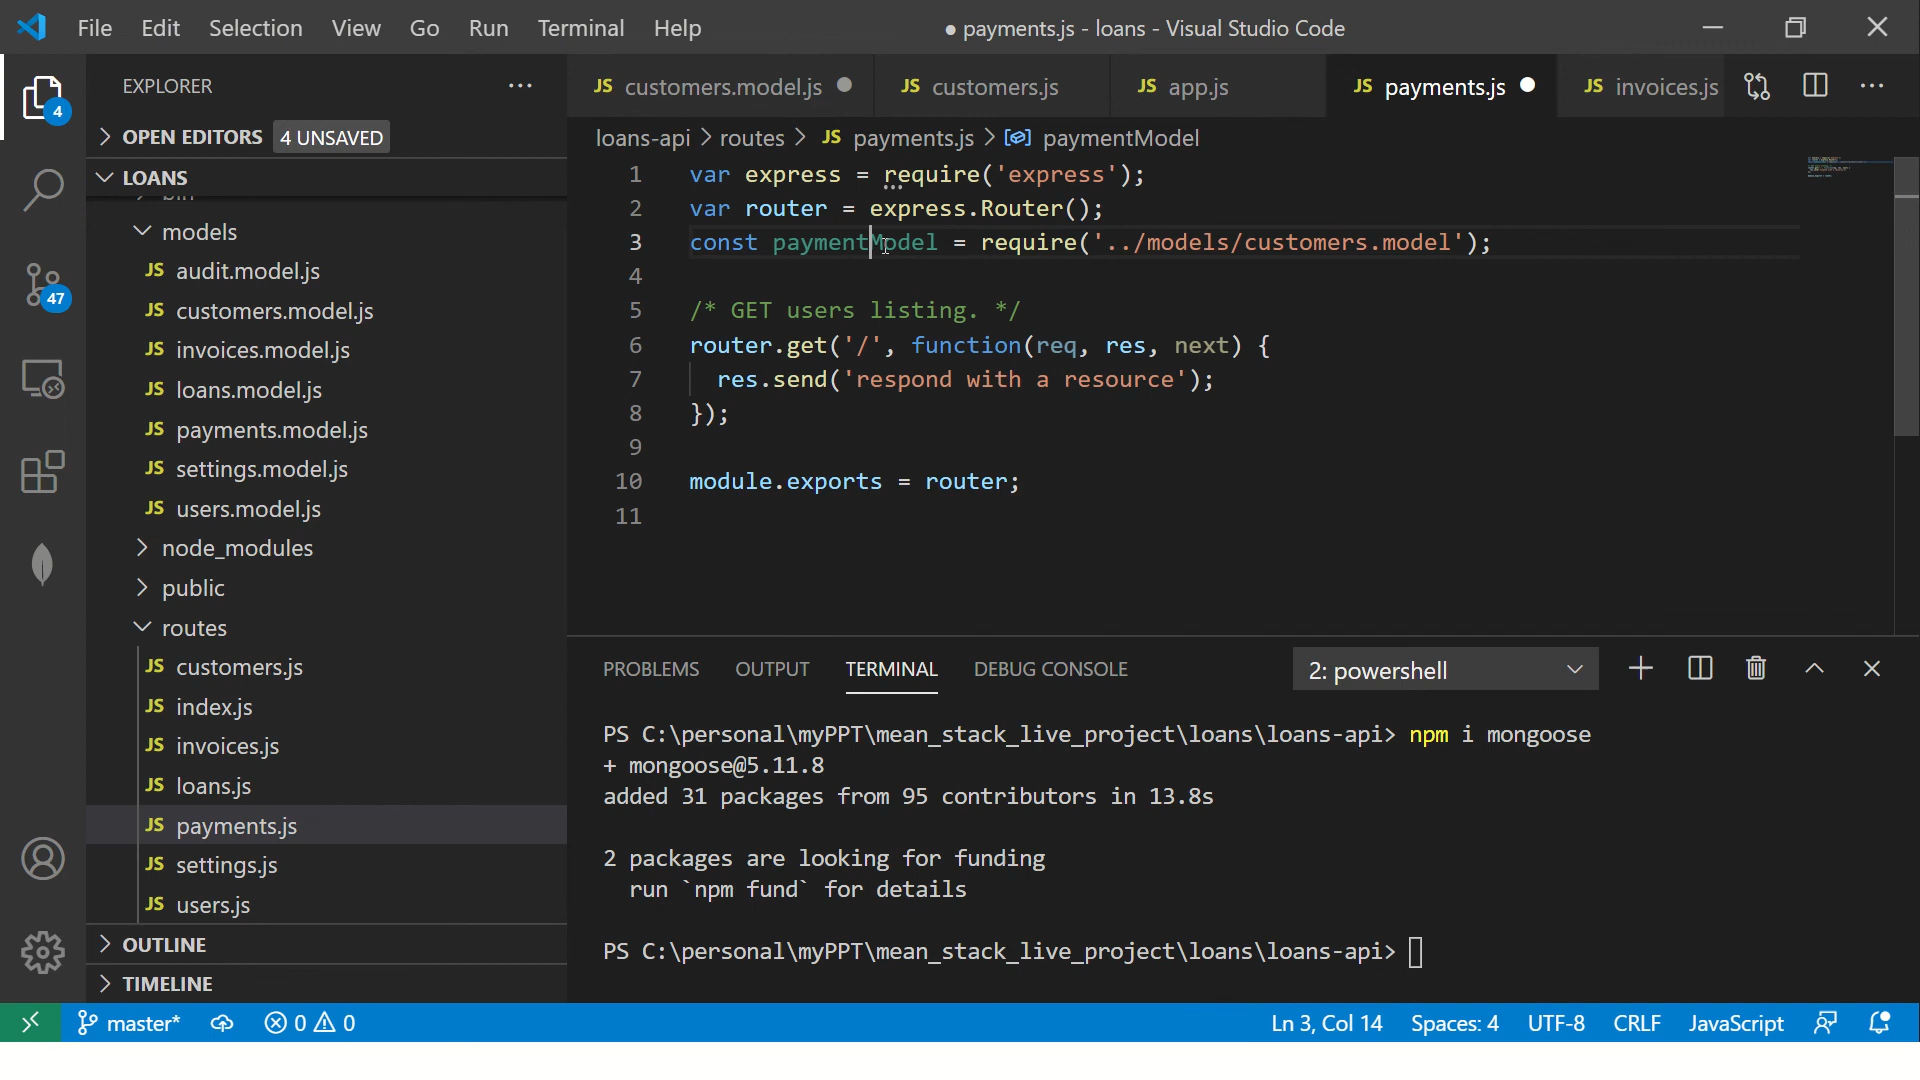 File Edit Selection View Go Run Terminal Help
● payments.js - loans - Visual Studio Code
4
EXPLORER
OPEN EDITORS 4 UNSAVED
LOANS
bin
models
JS audit.model.js
JS customers.model.js
JS invoices.model.js
JS loans.model.js
JS payments.model.js
JS settings.model.js
JS users.model.js
node_modules
public
routes
JS customers.js
JS index.js
JS invoices.js
JS loans.js
JS payments.js
JS settings.js
JS users.js
OUTLINE
TIMELINE
47
JS customers.model.js ● JS customers.js JS app.js JS payments.js ● JS invoices.js
loans-api > routes > JS payments.js > paymentModel
1 var express = require('express');
2 var router = express.Router();
3 const paymentModel = require('../models/customers.model');
4
5 /* GET users listing. */
6 router.get('/', function(req, res, next) {
7 res.send('respond with a resource');
8 });
9
10 module.exports = router;
11
PROBLEMS OUTPUT TERMINAL DEBUG CONSOLE 2: powershell
PS C:\personal\myPPT\mean_stack_live_project\loans\loans-api> npm i mongoose
+ mongoose@5.11.8
added 31 packages from 95 contributors in 13.8s
2 packages are looking for funding
run `npm fund` for details
PS C:\personal\myPPT\mean_stack_live_project\loans\loans-api>
master* 0 0 Ln 3, Col 14 Spaces: 4 UTF-8 CRLF JavaScript